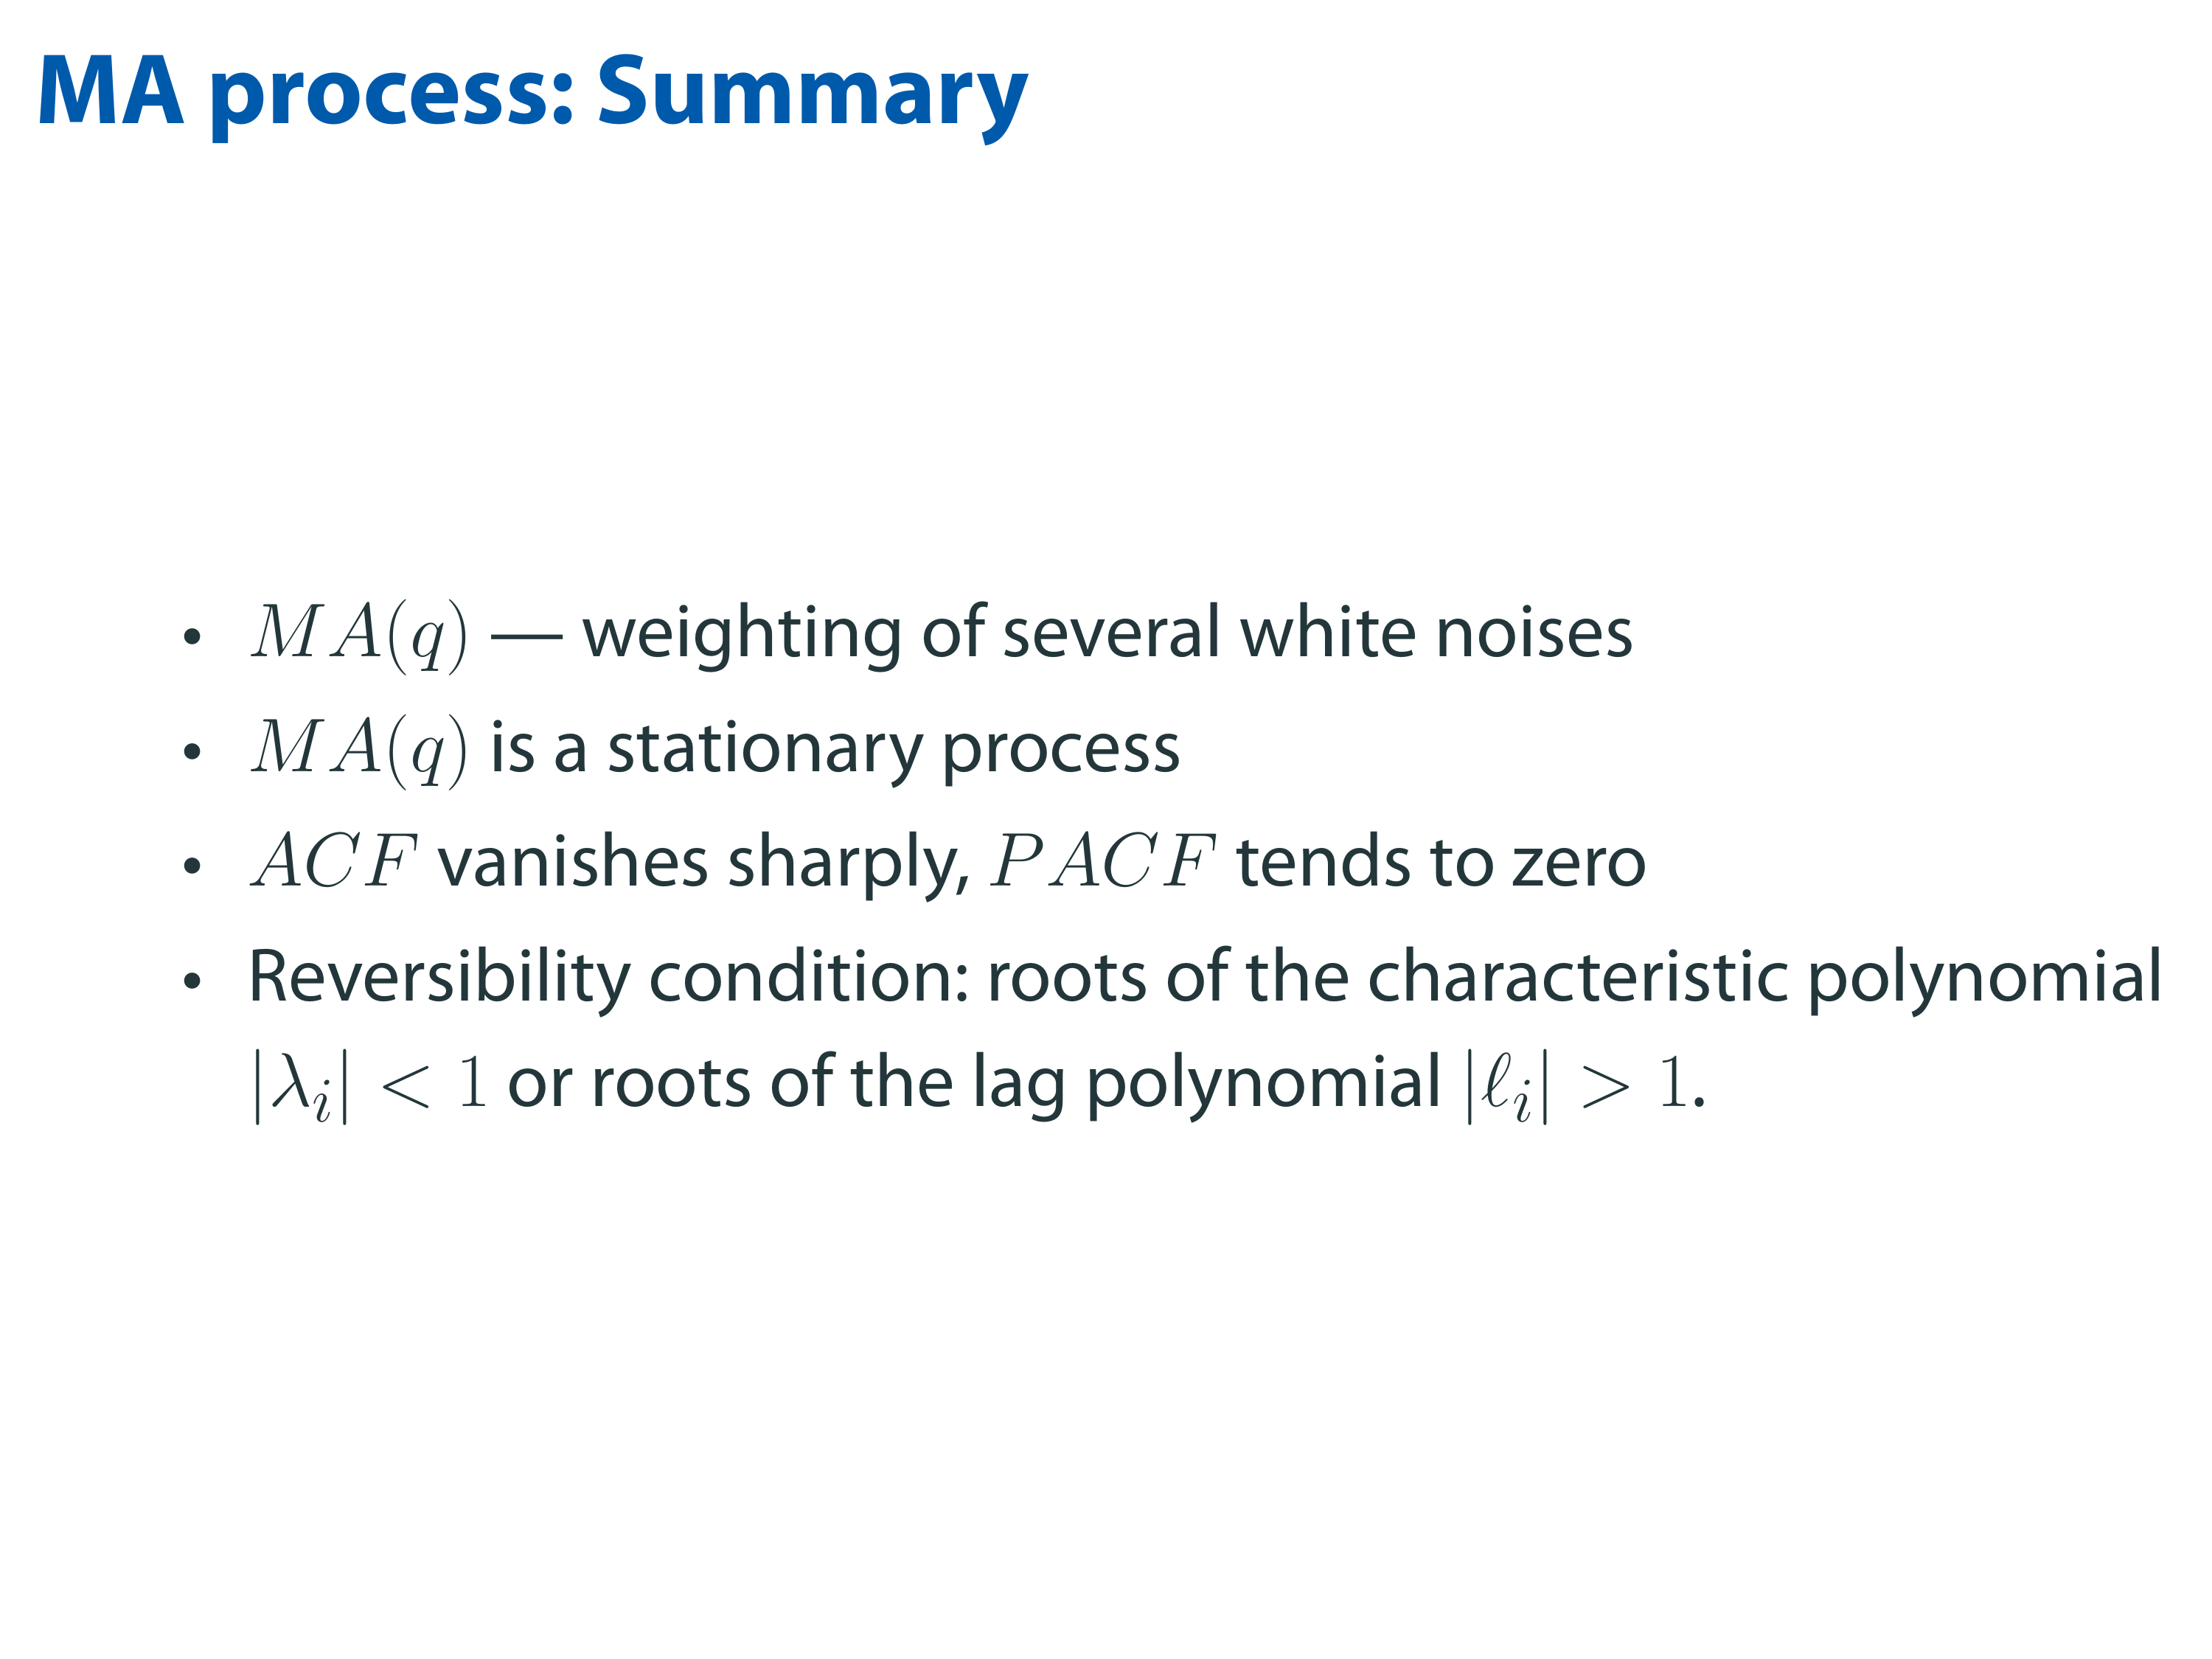 MA process: Summary
• MA(q) — weighting of several white noises
• MA(q) is a stationary process
• ACF vanishes sharply, PACF tends to zero
• Reversibility condition: roots of the characteristic polynomial
|λᵢ| < 1 or roots of the lag polynomial |ℓᵢ| > 1.